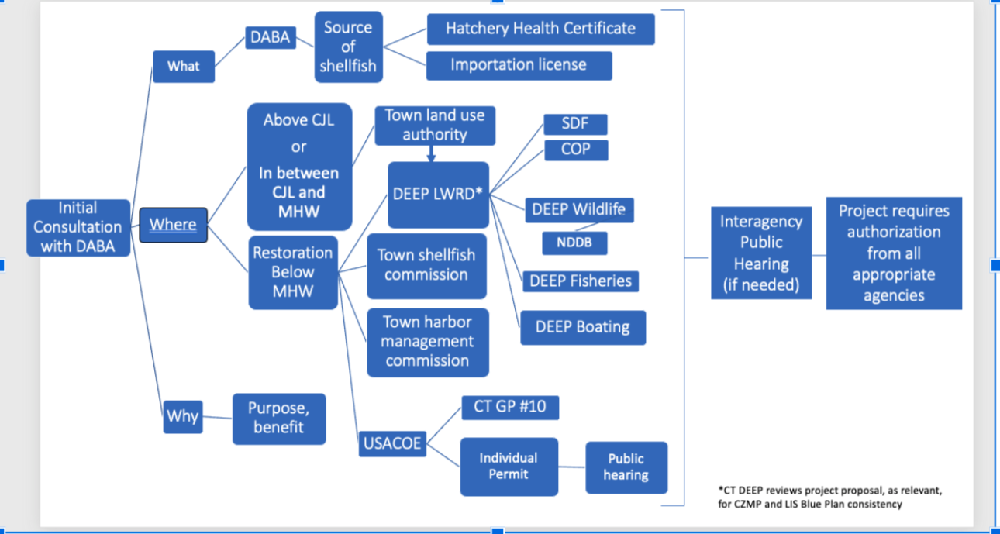 What
DABA
Source
of
shellfish
Hatchery Health Certificate
Importation license
Initial
Consultation
with DABA
Where
Above CJL
or
In between
CJL and
MHW
Town land use
authority
DEEP LWRD*
SDF
COP
DEEP Wildlife
NDDB
DEEP Fisheries
DEEP Boating
Restoration
Below
MHW
Town shellfish
commission
Town harbor
management
commission
USACOE
CT GP #10
Individual
Permit
Public
hearing
Why
Purpose,
benefit
Interagency
Public
Hearing
(if needed)
Project requires
authorization
from all
appropriate
agencies
*CT DEEP reviews project proposal, as relevant,
for CZMP and LIS Blue Plan consistency